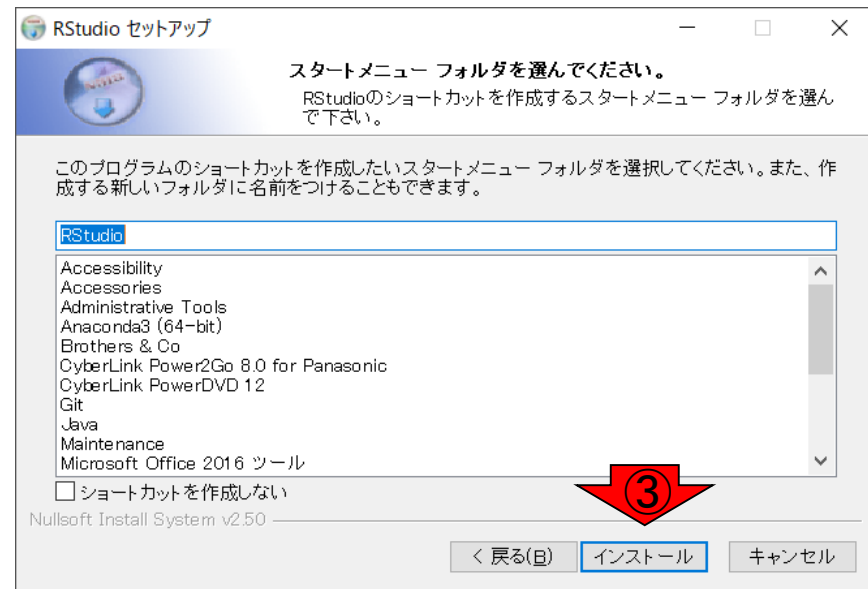 RStudio セットアップ
スタートメニュー フォルダを選んでください。
RStudioのショートカットを作成するスタートメニュー フォルダを選ん
で下さい。
このプログラムのショートカットを作成したいスタートメニュー フォルダを選択してください。また、作
成する新しいフォルダに名前をつけることもできます。
RStudio
Accessibility
Accessories
Administrative Tools
Anaconda3 (64-bit)
Brothers & Co
CyberLink Power2Go 8.0 for Panasonic
CyberLink PowerDVD 12
Git
Java
Maintenance
Microsoft Office 2016 ツール
ショートカットを作成しない
③
Nullsoft Install System v2.50
< 戻る(B) インストール キャンセル